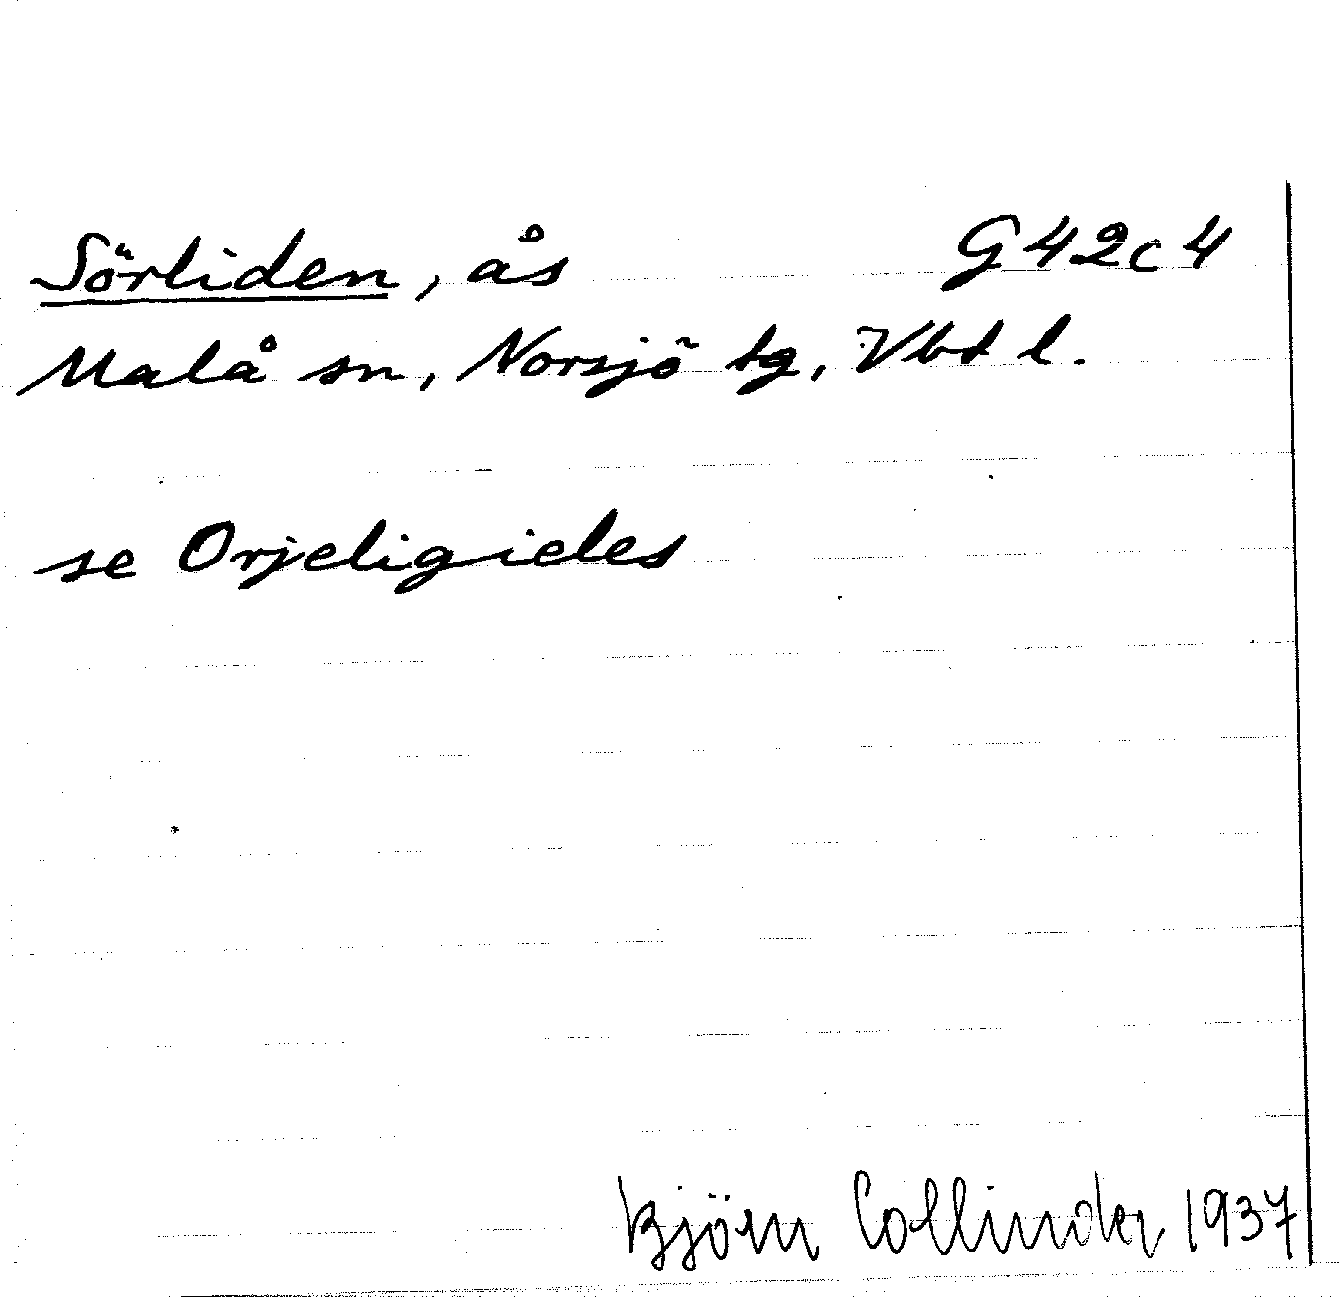 Sörliden, ås G42c4
Malå sn, Norsjö tg, Vbt l.
se Orjeligieles
Björn Collinder 1937